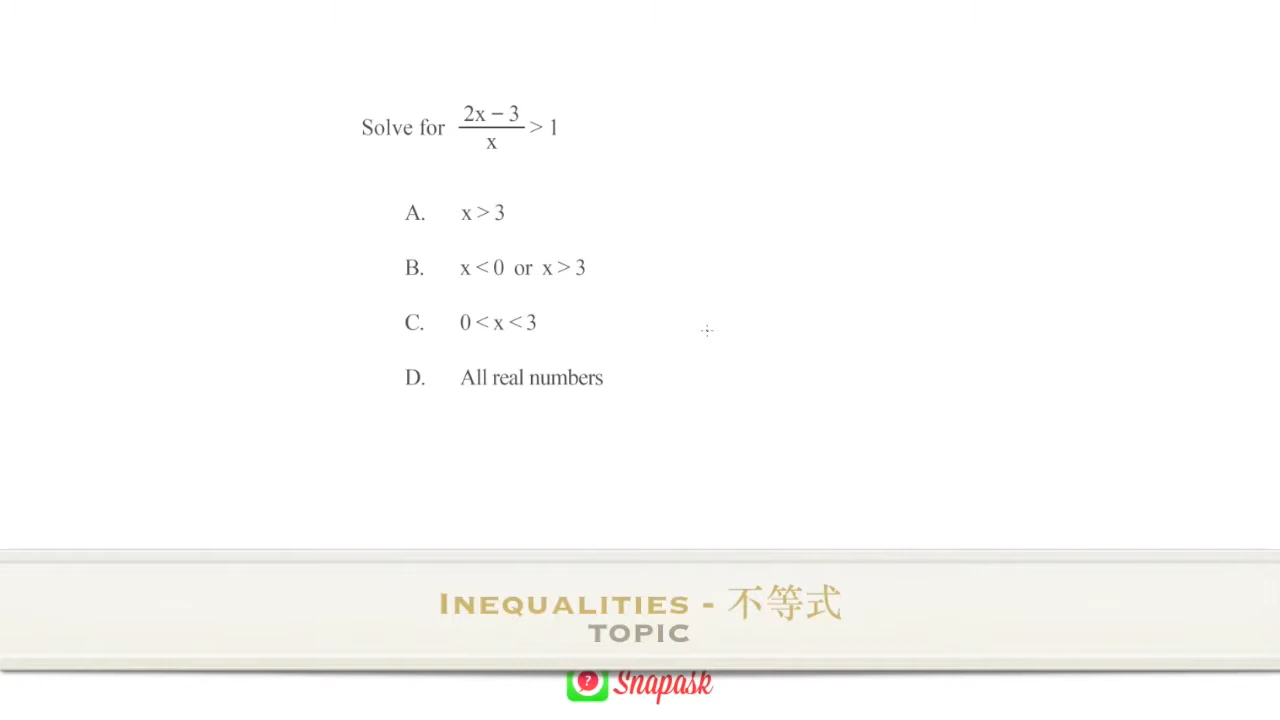 Solve for (2x − 3)/x > 1
A. x > 3
B. x < 0 or x > 3
C. 0 < x < 3
D. All real numbers
INEQUALITIES - 不等式
TOPIC
? Snapask